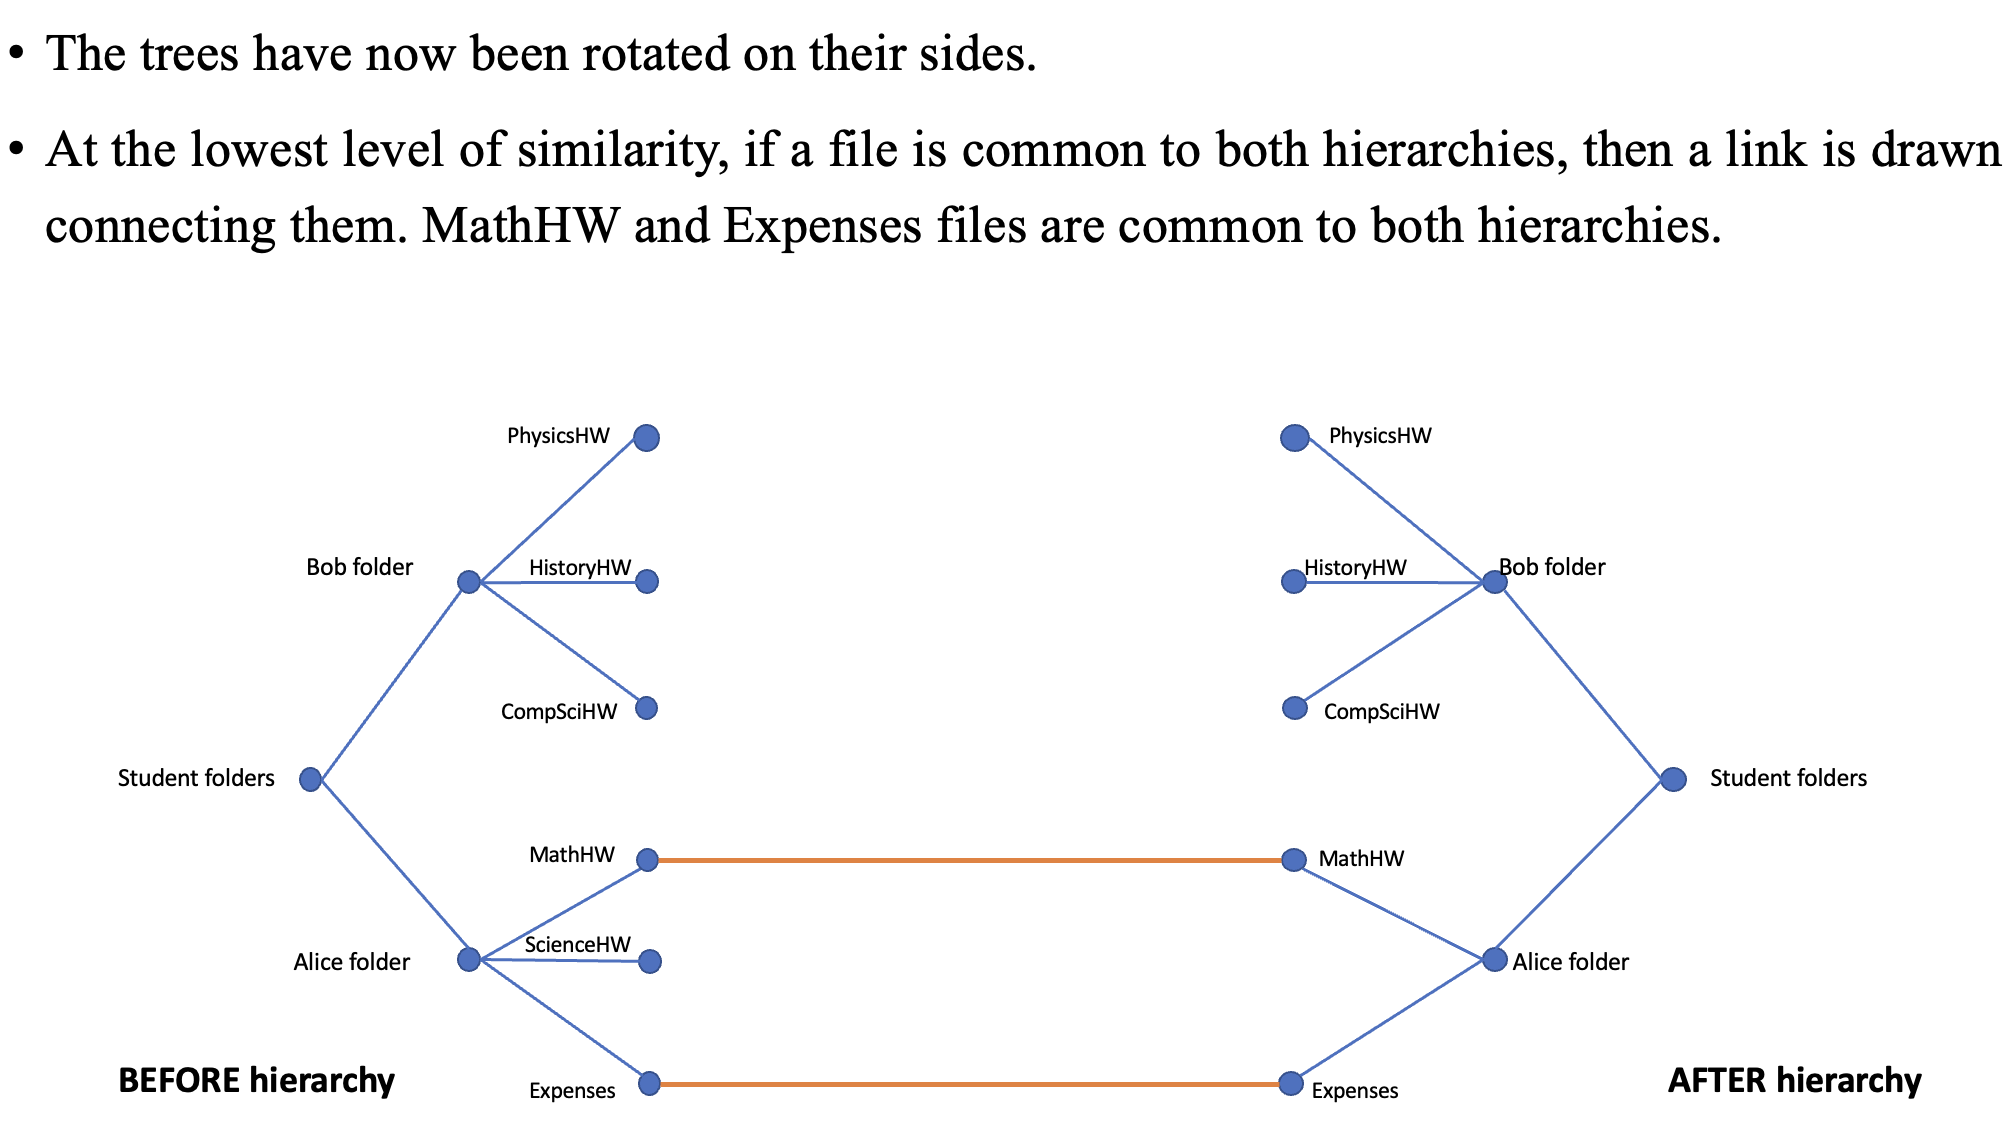 • The trees have now been rotated on their sides.
• At the lowest level of similarity, if a file is common to both hierarchies, then a link is drawn
connecting them. MathHW and Expenses files are common to both hierarchies.
PhysicsHW
PhysicsHW
Bob folder
HistoryHW
HistoryHW
Bob folder
CompSciHW
CompSciHW
Student folders
Student folders
MathHW
MathHW
ScienceHW
Alice folder
Alice folder
BEFORE hierarchy
AFTER hierarchy
Expenses
Expenses